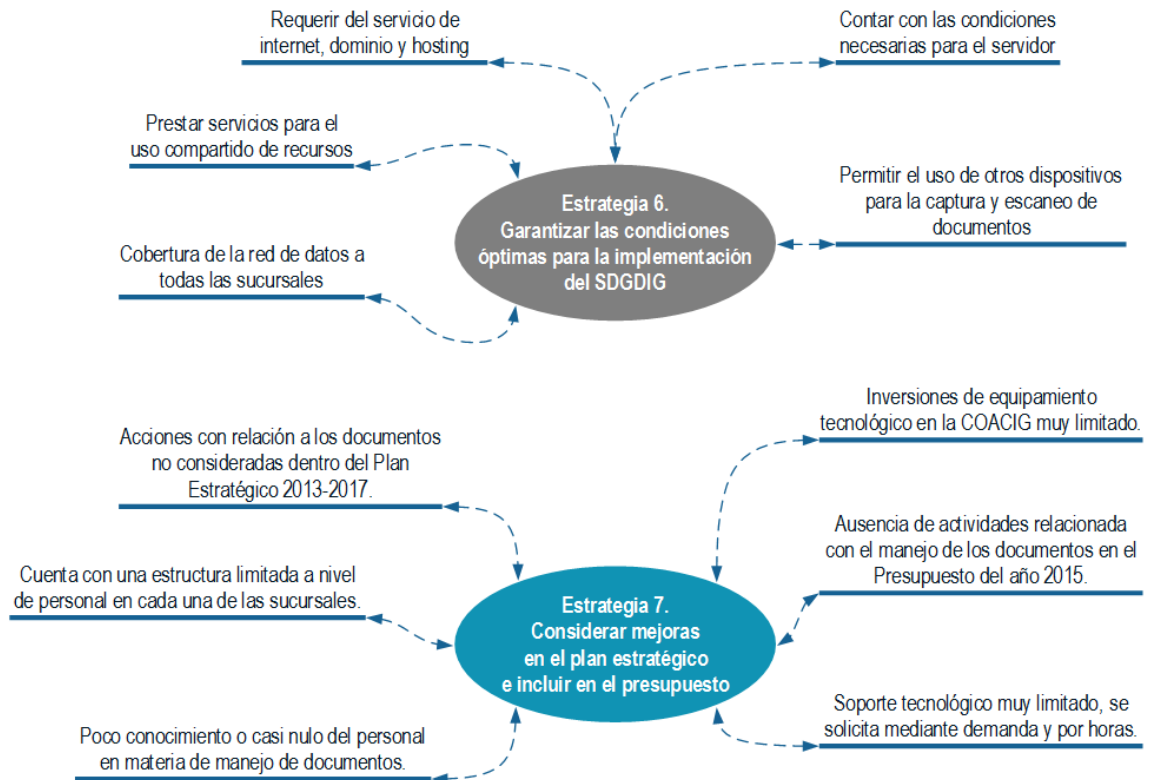 Requerir del servicio de
internet, dominio y hosting
Contar con las condiciones
necesarias para el servidor
Prestar servicios para el
uso compartido de recursos
Permitir el uso de otros dispositivos
para la captura y escaneo de
documentos
Estrategia 6.
Garantizar las condiciones
óptimas para la implementación
del SDGDIG
Cobertura de la red de datos a
todas las sucursales
Inversiones de equipamiento
tecnológico en la COACIG muy limitado.
Acciones con relación a los documentos
no consideradas dentro del Plan
Estratégico 2013-2017.
Ausencia de actividades relacionada
con el manejo de los documentos en el
Presupuesto del año 2015.
Cuenta con una estructura limitada a nivel
de personal en cada una de las sucursales.
Estrategia 7.
Considerar mejoras
en el plan estratégico
e incluir en el presupuesto
Soporte tecnológico muy limitado, se
solicita mediante demanda y por horas.
Poco conocimiento o casi nulo del personal
en materia de manejo de documentos.